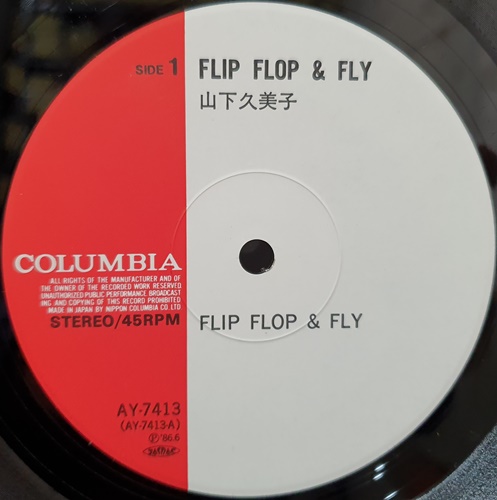 SIDE 1
FLIP FLOP & FLY
山下久美子
COLUMBIA
ALL RIGHTS OF THE MANUFACTURER AND OF
THE OWNER OF THE RECORDED WORK RESERVED
UNAUTHORIZED PUBLIC PERFORMANCE, BROADCAST
ING AND COPYING OF THIS RECORD PROHIBITED
MADE IN JAPAN BY NIPPON COLUMBIA CO. LTD
STEREO/45RPM
FLIP FLOP & FLY
AY-7413
(AY-7413-A)
Ⓟ'86.6